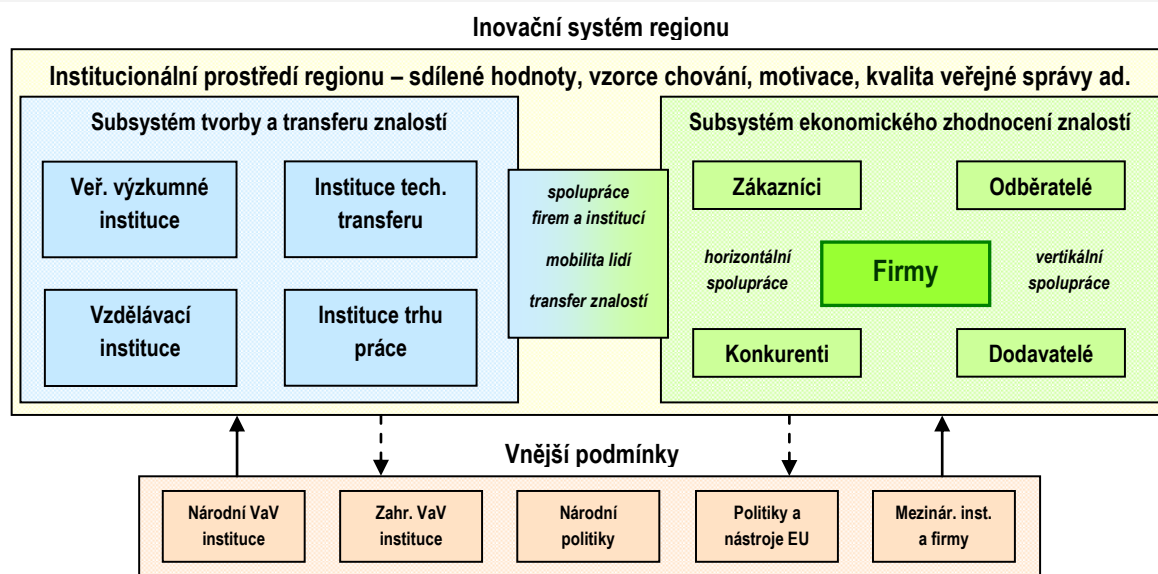 Inovační systém regionu
Institucionální prostředí regionu – sdílené hodnoty, vzorce chování, motivace, kvalita veřejné správy ad.
Subsystém tvorby a transferu znalostí
Veř. výzkumné
instituce
Instituce tech.
transferu
Vzdělávací
instituce
Instituce trhu
práce
spolupráce
firem a institucí
mobilita lidí
transfer znalostí
Subsystém ekonomického zhodnocení znalostí
Zákazníci
Odběratelé
horizontální
spolupráce
Firmy
vertikální
spolupráce
Konkurenti
Dodavatelé
Vnější podmínky
Národní VaV
instituce
Zahr. VaV
instituce
Národní
politiky
Politiky a
nástroje EU
Mezinár. inst.
a firmy